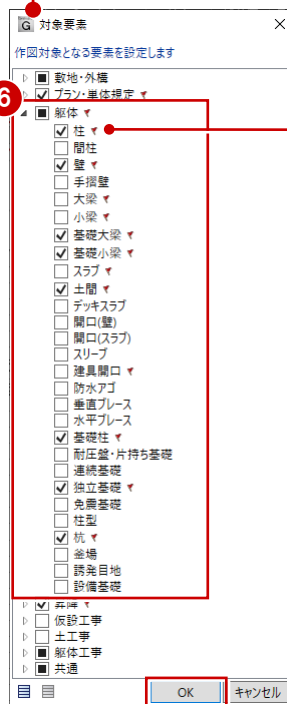 G 対象要素
作図対象となる要素を設定します
敷地・外構
プラン・単体規定
6
躯体
柱
間柱
壁
手摺壁
大梁
小梁
基礎大梁
基礎小梁
スラブ
土間
デッキスラブ
開口(壁)
開口(スラブ)
スリーブ
建具開口
防水アゴ
垂直ブレース
水平ブレース
基礎柱
耐圧盤・片持ち基礎
連続基礎
独立基礎
免震基礎
柱型
杭
釜場
誘発目地
設備基礎
昇降
仮設工事
土工事
躯体工事
共通
OK キャンセル